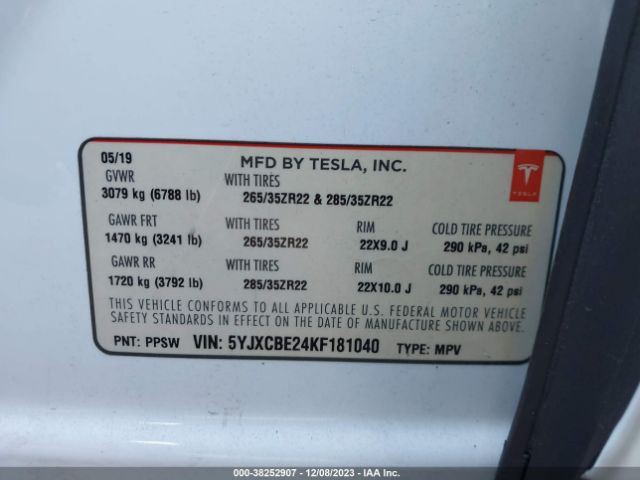 05/19 MFD BY TESLA, INC.
GVWR WITH TIRES
3079 kg (6788 lb) 265/35ZR22 & 285/35ZR22
GAWR FRT WITH TIRES RIM COLD TIRE PRESSURE
1470 kg (3241 lb) 265/35ZR22 22X9.0 J 290 kPa, 42 psi
GAWR RR WITH TIRES RIM COLD TIRE PRESSURE
1720 kg (3792 lb) 285/35ZR22 22X10.0 J 290 kPa, 42 psi
THIS VEHICLE CONFORMS TO ALL APPLICABLE U.S. FEDERAL MOTOR VEHICLE
SAFETY STANDARDS IN EFFECT ON THE DATE OF MANUFACTURE SHOWN ABOVE.
PNT: PPSW VIN: 5YJXCBE24KF181040 TYPE: MPV
TESLA
000-38252907 - 12/08/2023 - IAA Inc.